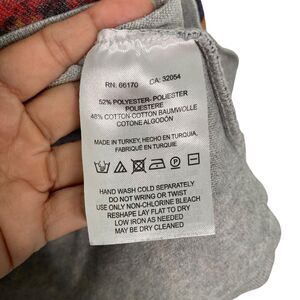 RN: 66170 CA: 32054
52% POLYESTER- POLIESTER
POLIESTERE
48% COTTON-COTTON BAUMWOLLE
COTONE ALGODÓN
MADE IN TURKEY, HECHO EN TURQUIA,
FABRIQUÉ EN TURQUIE
HAND WASH COLD SEPARATELY
DO NOT WRING OR TWIST
USE ONLY NON-CHLORINE BLEACH
RESHAPE LAY FLAT TO DRY
LOW IRON AS NEEDED
MAY BE DRY CLEANED